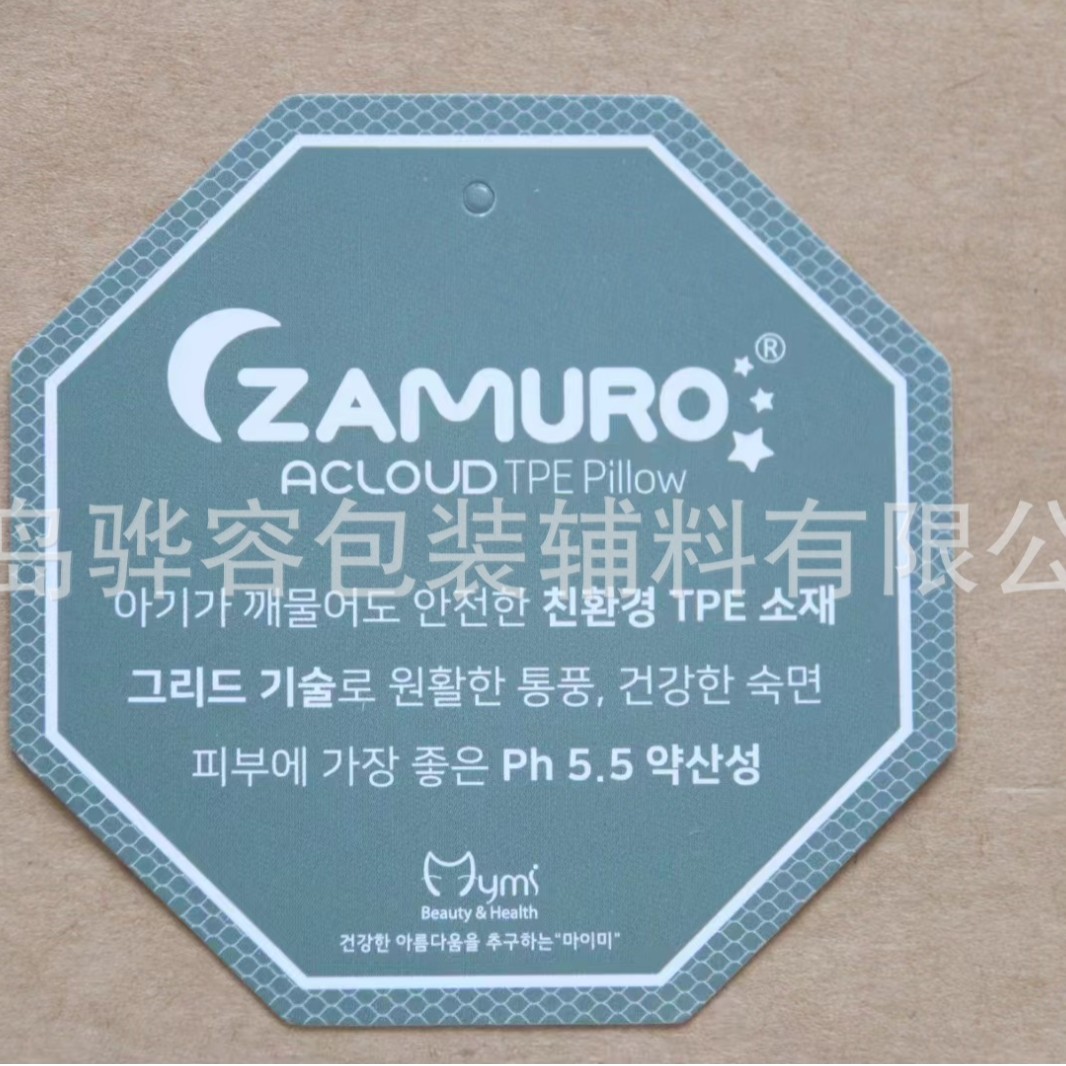 ZAMURO®
ACLOUD TPE Pillow
岛骅容包装辅料有限公
아기가 깨물어도 안전한 친환경 TPE 소재
그리드 기술로 원활한 통풍, 건강한 숙면
피부에 가장 좋은 Ph 5.5 약산성
Mymi
Beauty & Health
건강한 아름다움을 추구하는 "마이미"